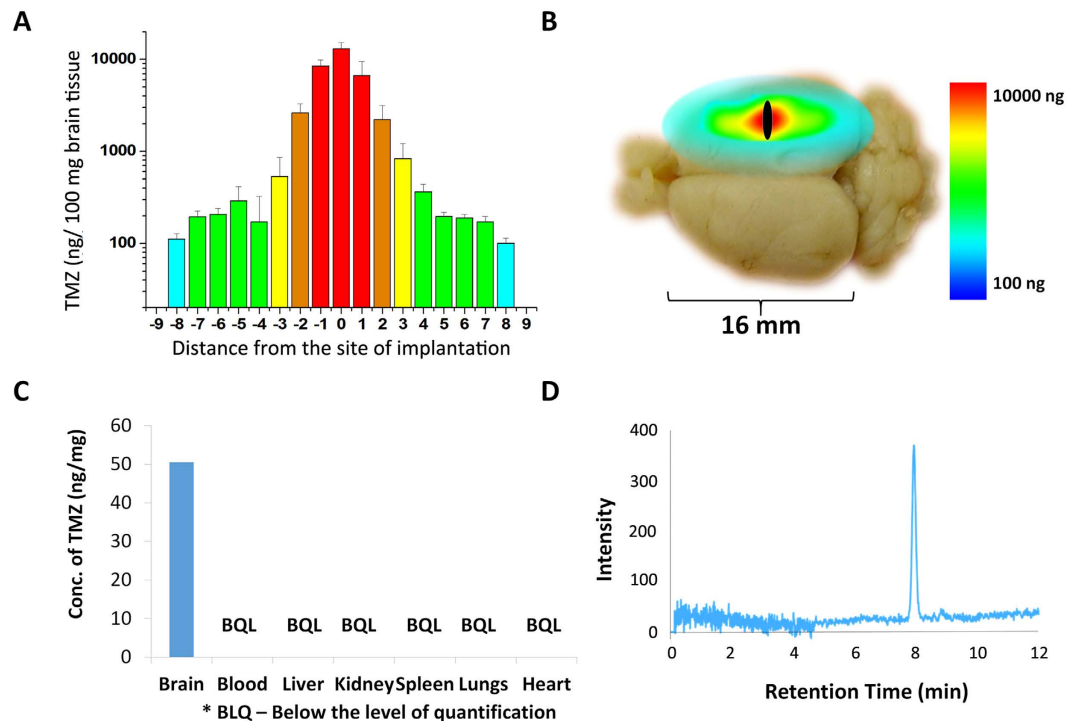 A
TMZ (ng/ 100 mg brain tissue
10000
1000
100
-9 -8 -7 -6 -5 -4 -3 -2 -1 0 1 2 3 4 5 6 7 8 9
Distance from the site of implantation
B
10000 ng
100 ng
16 mm
C
Conc. of TMZ (ng/mg)
60
50
40
30
20
10
0
BQL BQL BQL BQL BQL BQL
Brain Blood Liver Kidney Spleen Lungs Heart
* BLQ – Below the level of quantification
D
Intensity
400
300
200
100
0
0 2 4 6 8 10 12
Retention Time (min)